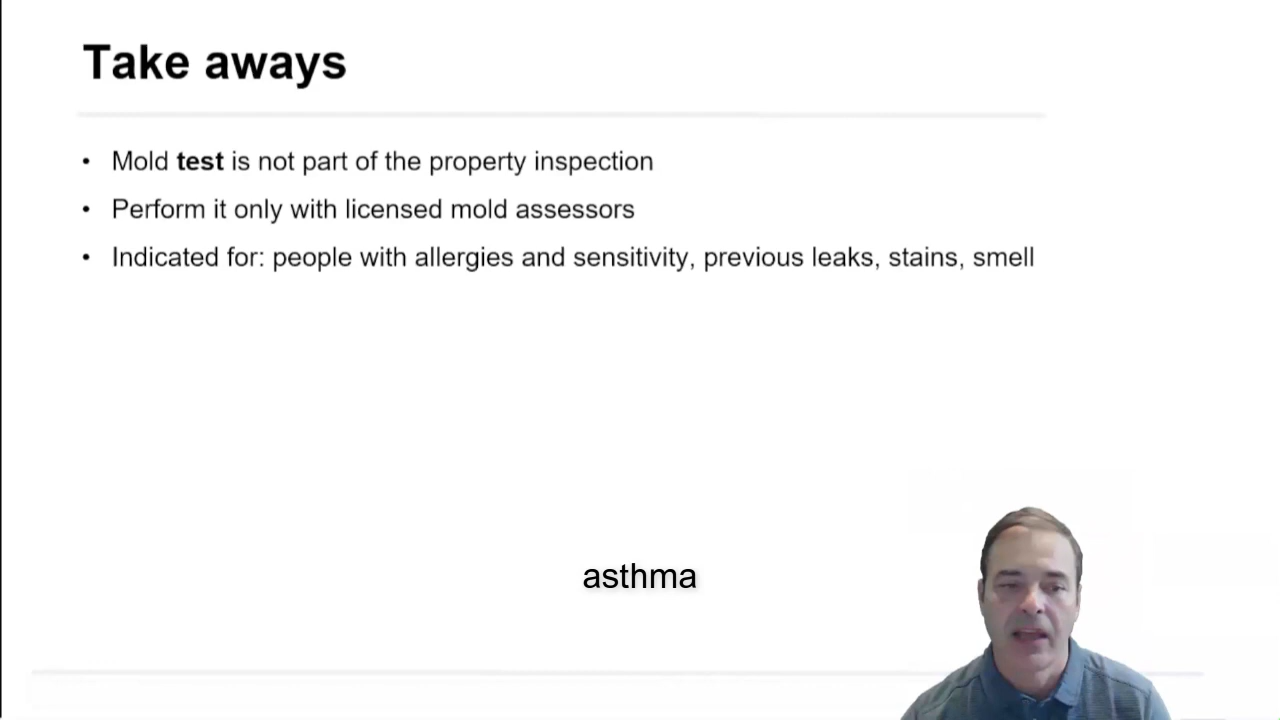 Take aways
• Mold test is not part of the property inspection
• Perform it only with licensed mold assessors
• Indicated for: people with allergies and sensitivity, previous leaks, stains, smell
asthma